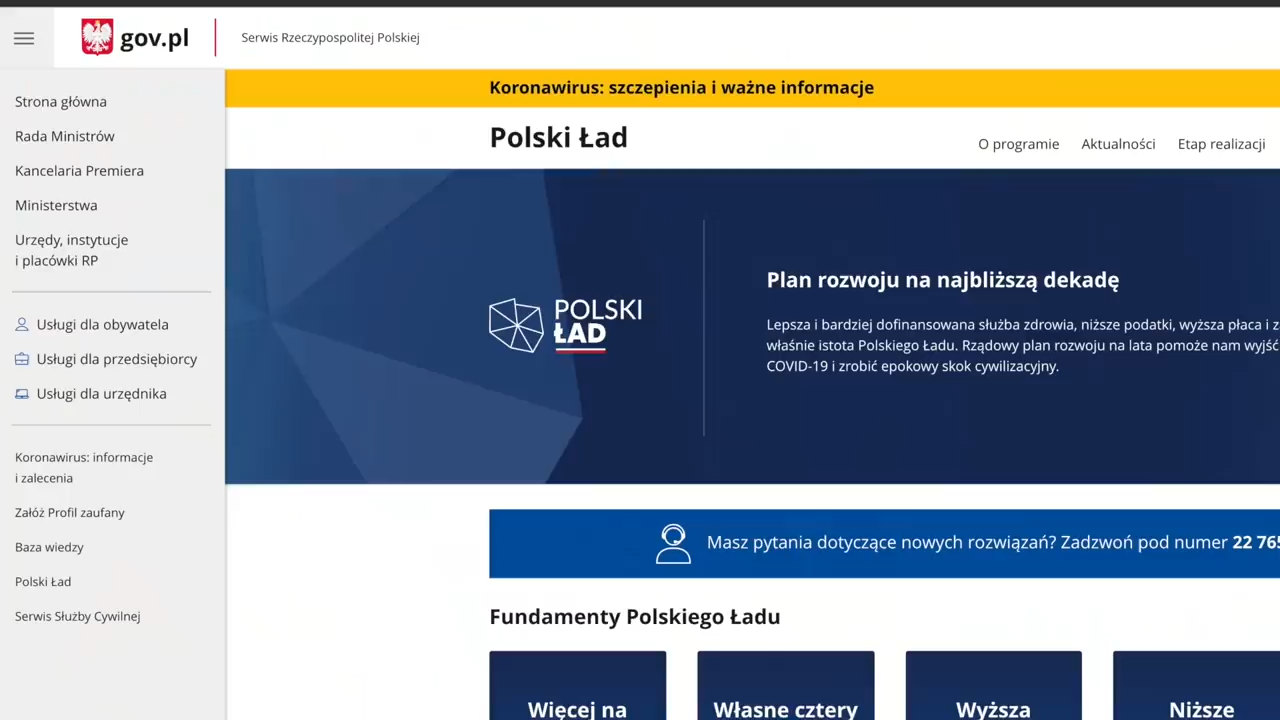 gov.pl
Serwis Rzeczypospolitej Polskiej
Strona główna
Rada Ministrów
Kancelaria Premiera
Ministerstwa
Urzędy, instytucje
i placówki RP
Usługi dla obywatela
Usługi dla przedsiębiorcy
Usługi dla urzędnika
Koronawirus: informacje
i zalecenia
Załóż Profil zaufany
Baza wiedzy
Polski Ład
Serwis Służby Cywilnej
Koronawirus: szczepienia i ważne informacje
Polski Ład
O programie Aktualności Etap realizacji
POLSKI
ŁAD
Plan rozwoju na najbliższą dekadę
Lepsza i bardziej dofinansowana służba zdrowia, niższe podatki, wyższa płaca i
właśnie istota Polskiego Ładu. Rządowy plan rozwoju na lata pomoże nam wyjść
COVID-19 i zrobić epokowy skok cywilizacyjny.
Masz pytania dotyczące nowych rozwiązań? Zadzwoń pod numer 22 765
Fundamenty Polskiego Ładu
Więcej na
Własne cztery
Wyższa
Niższe